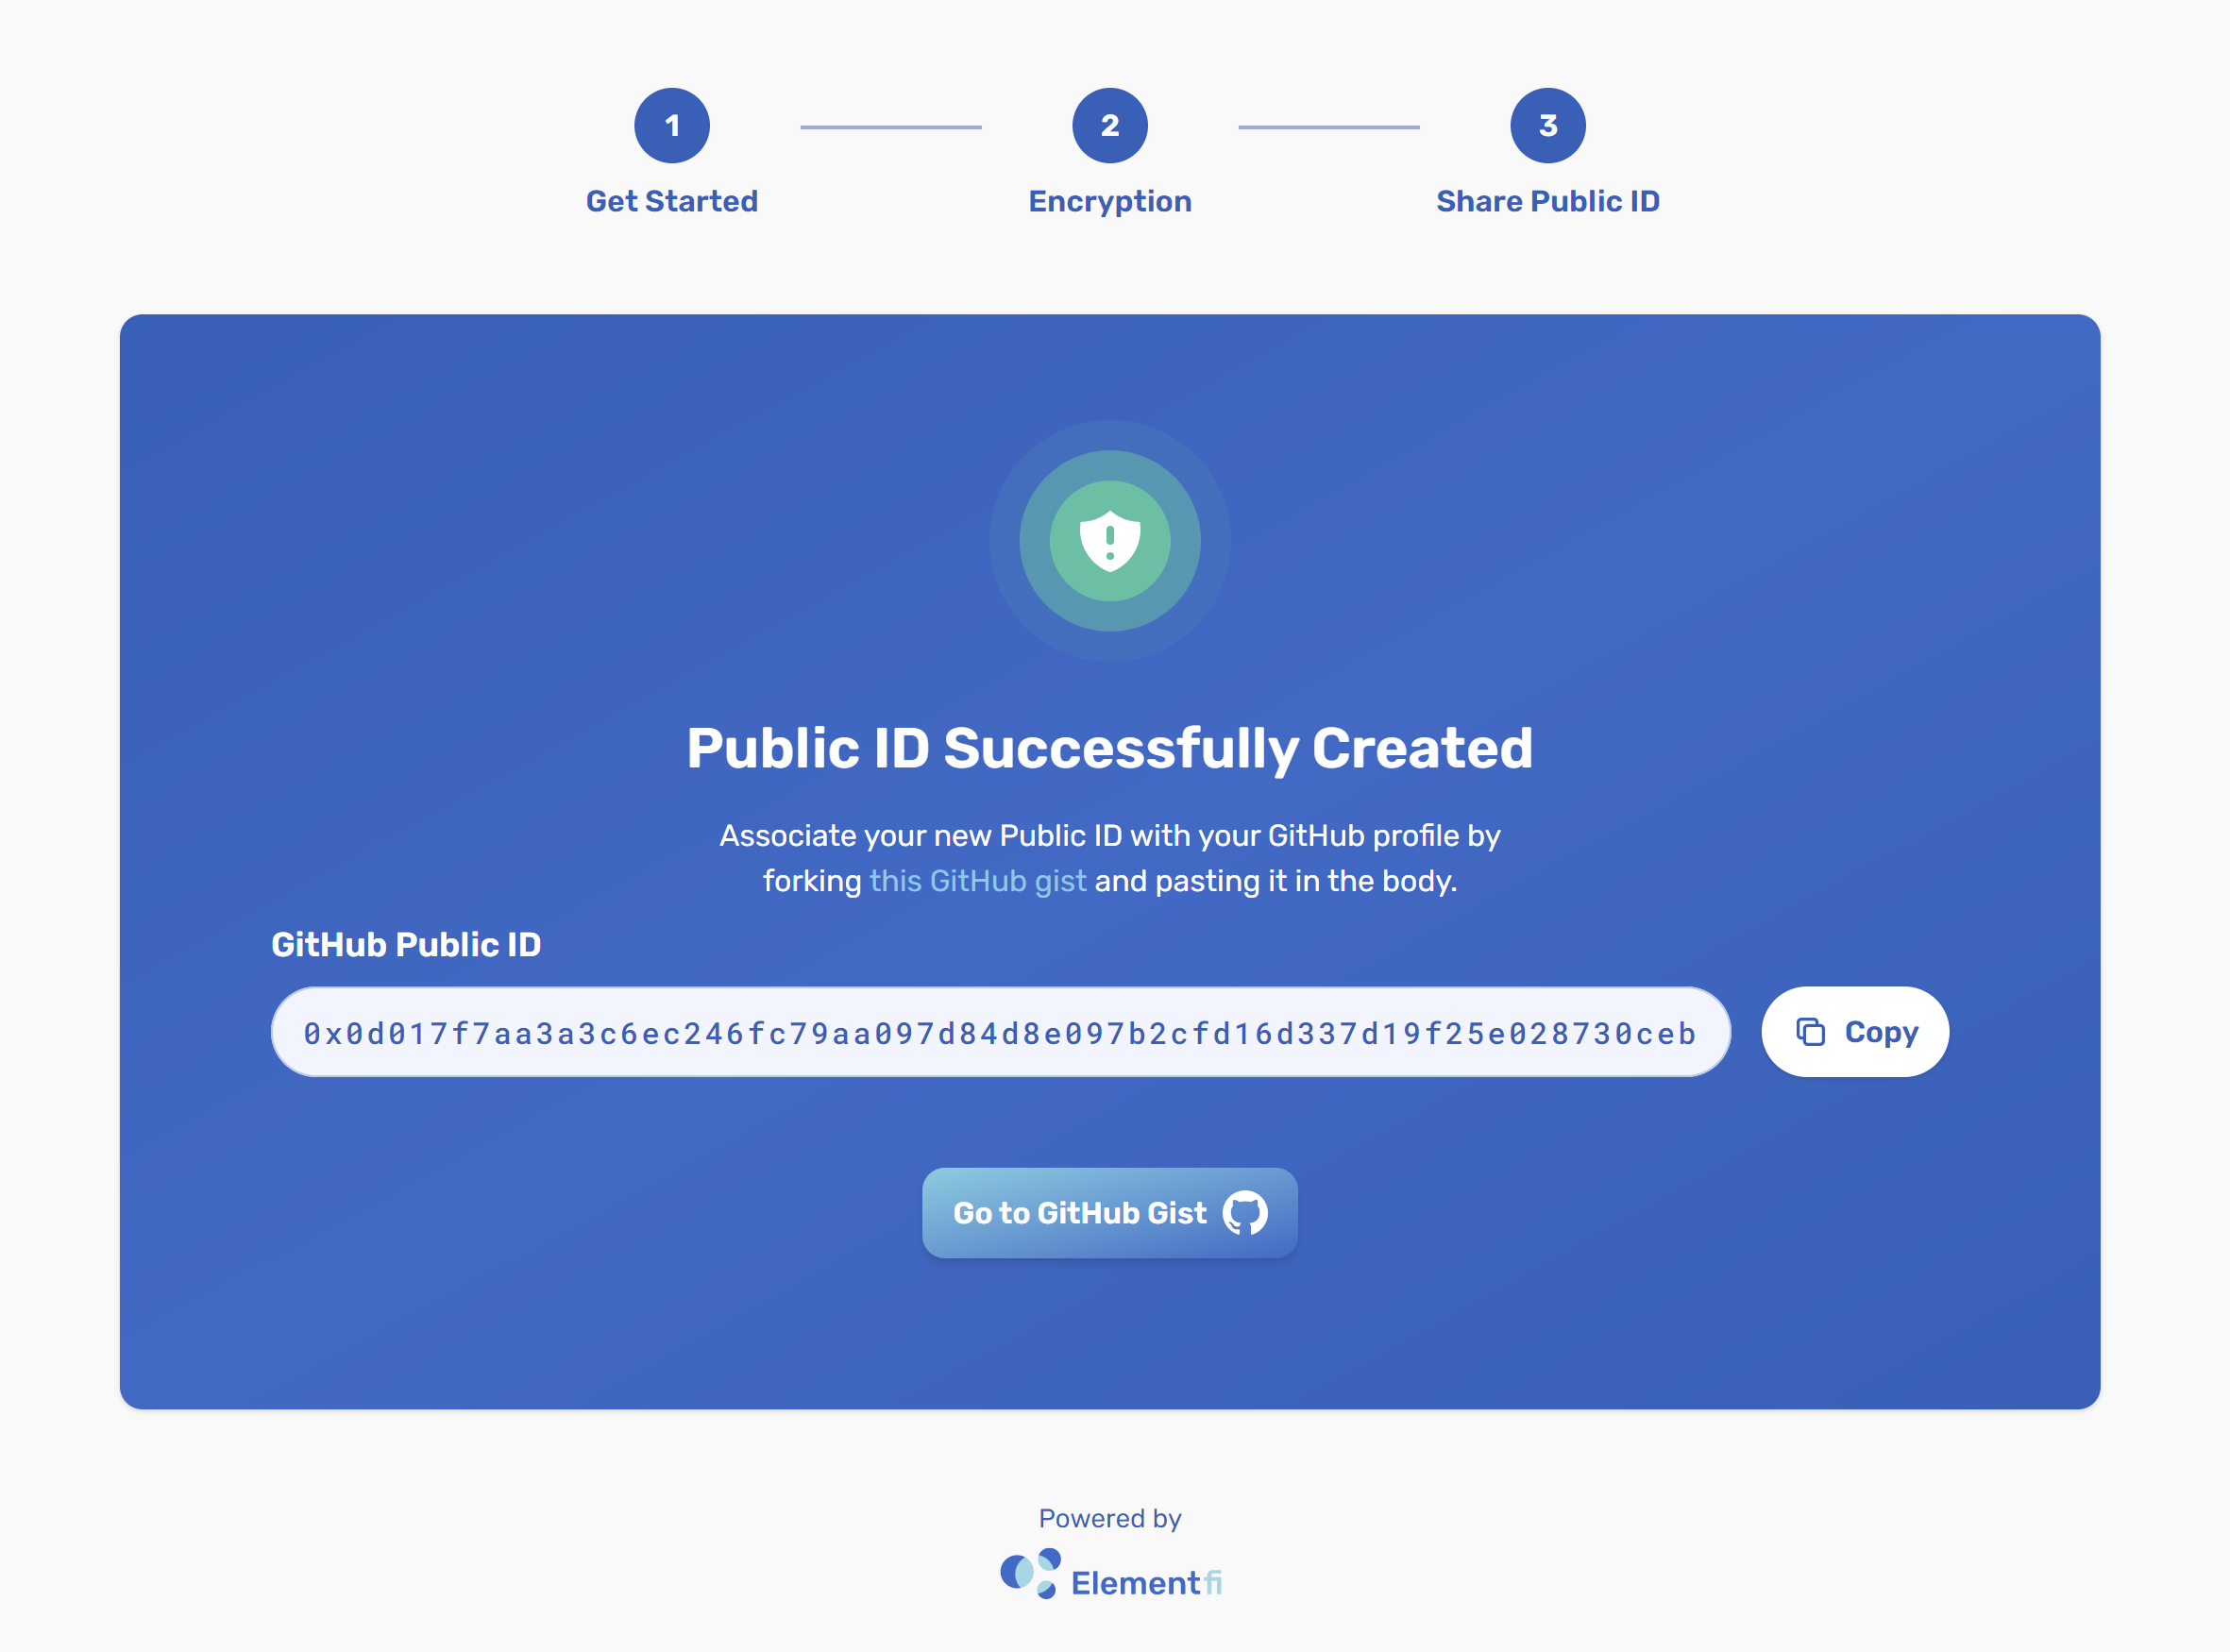 1
2
3
Get Started
Encryption
Share Public ID
Public ID Successfully Created
Associate your new Public ID with your GitHub profile by
forking this GitHub gist and pasting it in the body.
GitHub Public ID
0x0d017f7aa3a3c6ec246fc79aa097d84d8e097b2cfd16d337d19f25e028730ceb
Copy
Go to GitHub Gist
Powered by
Elementfi